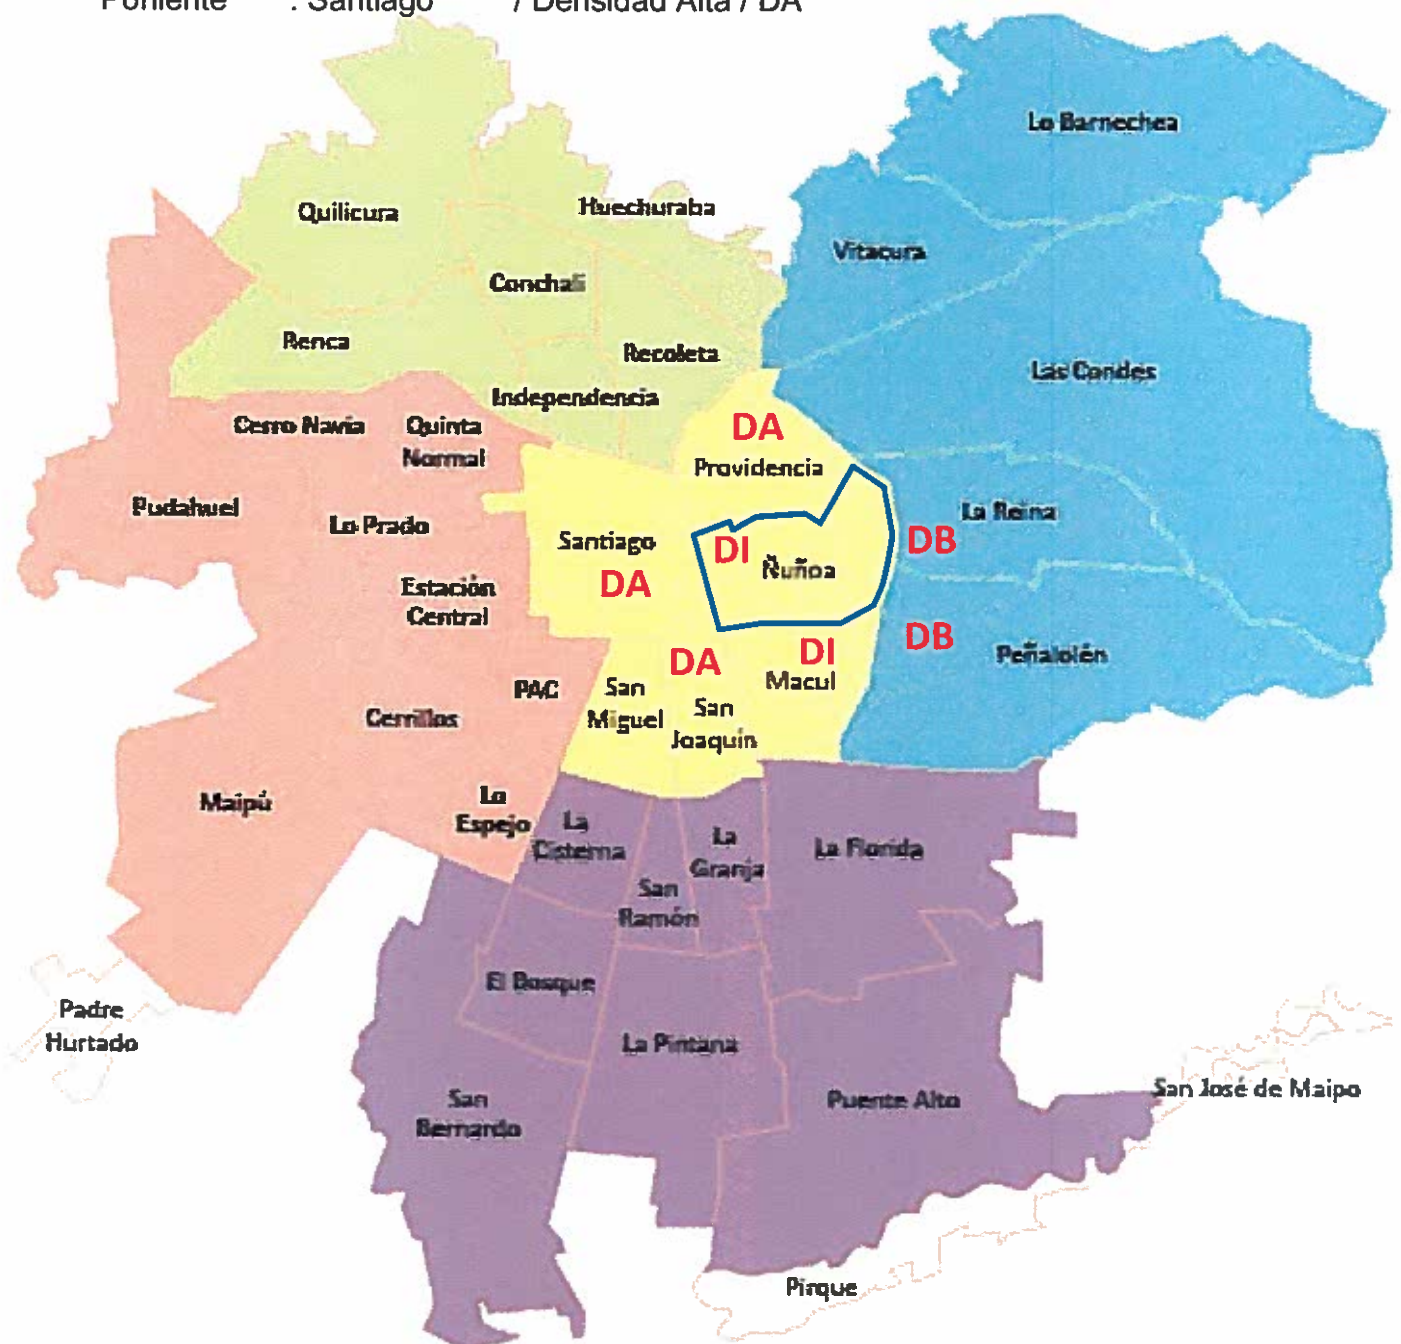 Poniente : Santiago / Densidad Alta / DA
Lo Barnechea
Quilicura
Huechuraba
Vitacura
Conchalí
Renca
Recoleta
Las Condes
Independencia
Cerro Navia
Quinta
Normal
DA
Providencia
Pudahuel
Lo Prado
La Reina
Santiago
DI
DB
Ñuñoa
DA
Estación
Central
DB
DI
DA
Peñalolén
Macul
PAC
San
Miguel
San
Joaquín
Cerrillos
Maipú
Lo
Espejo
La
Cisterna
La
Granja
La Florida
San
Ramón
El Bosque
Padre
Hurtado
La Pintana
San José de Maipo
San
Bernardo
Puente Alto
Pirque